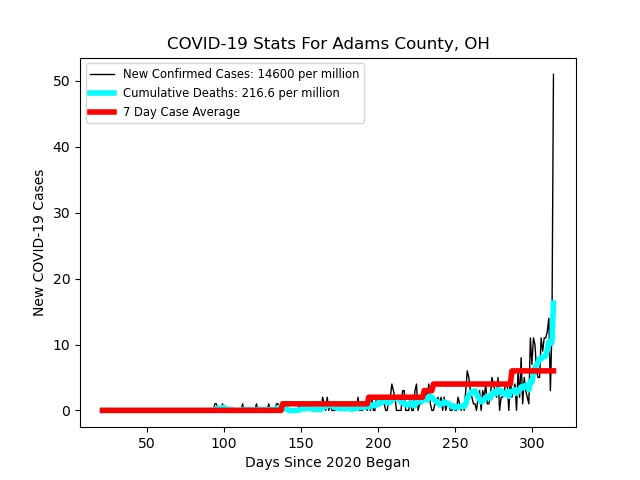 COVID-19 Stats For Adams County, OH
New Confirmed Cases: 14600 per million
Cumulative Deaths: 216.6 per million
7 Day Case Average
New COVID-19 Cases
50
40
30
20
10
0
50 100 150 200 250 300
Days Since 2020 Began